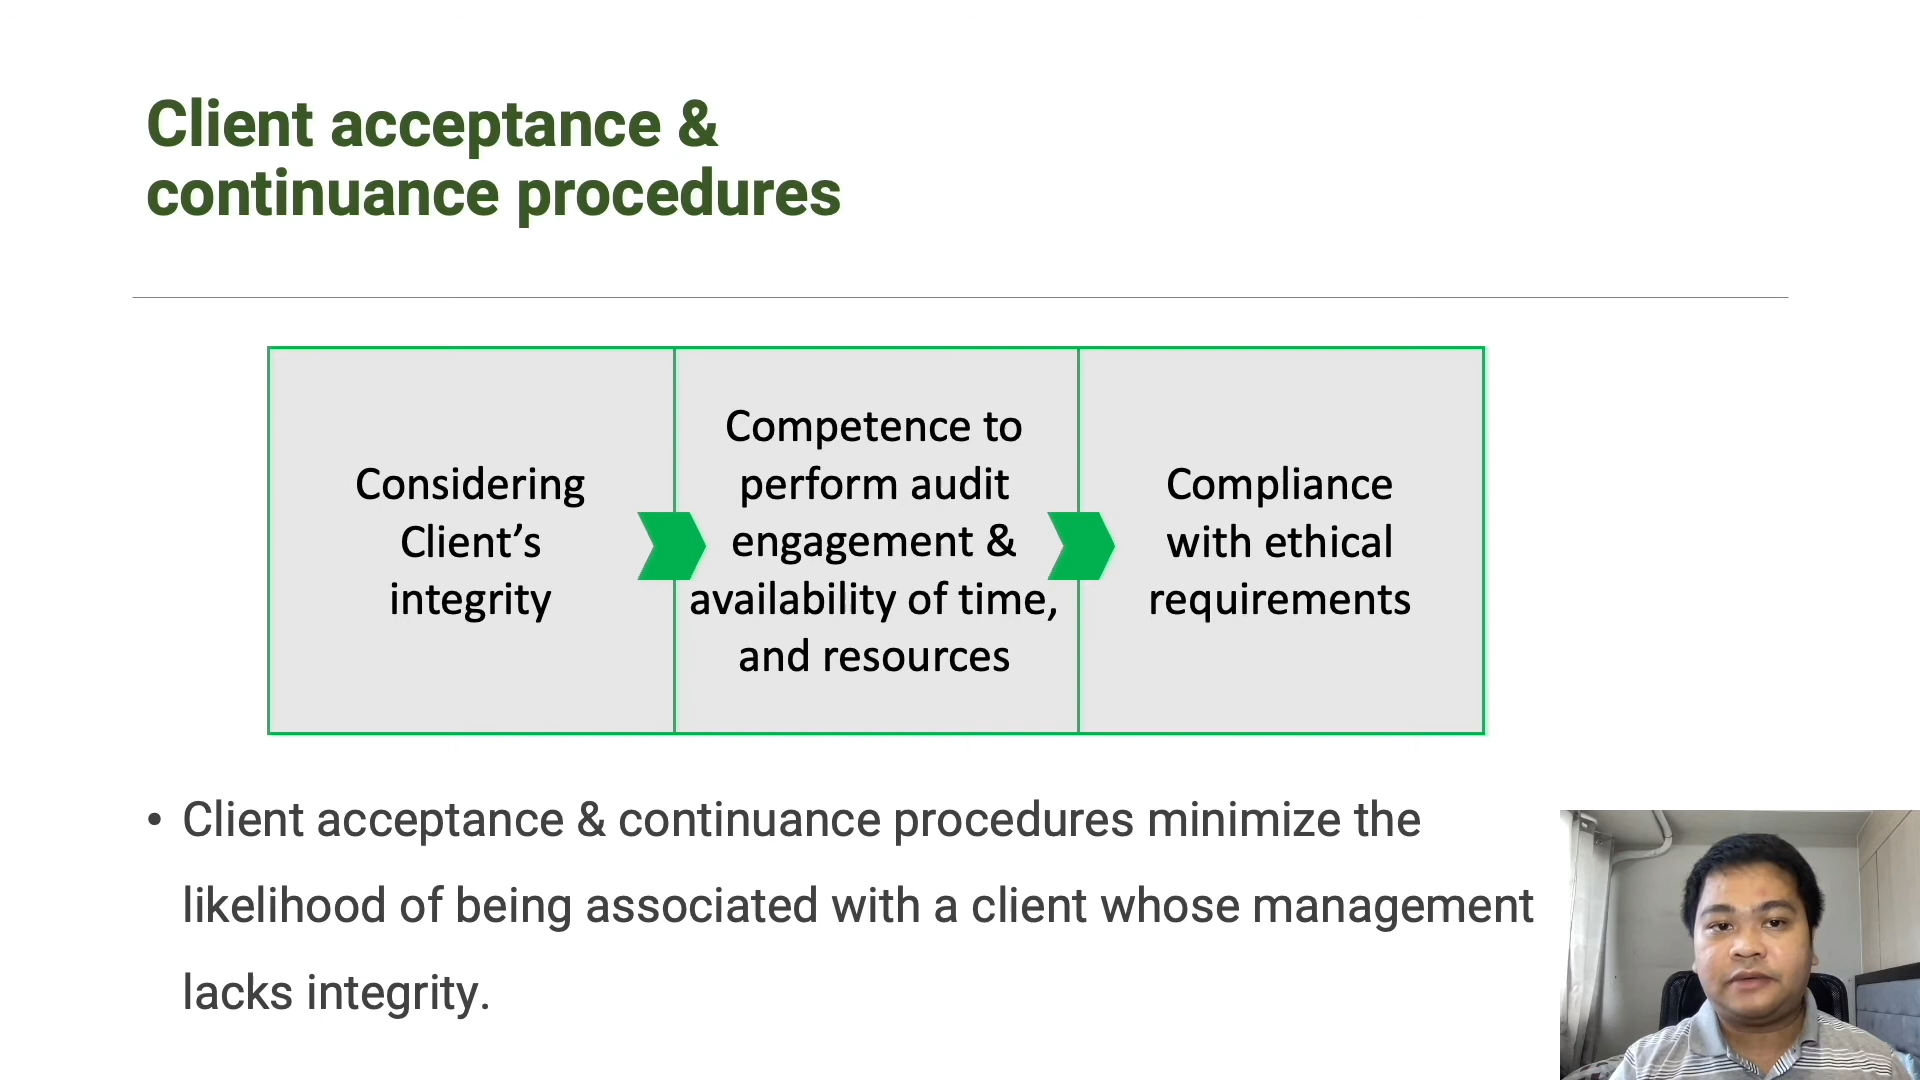 Client acceptance &
continuance procedures
Considering
Client’s
integrity
Competence to
perform audit
engagement &
availability of time,
and resources
Compliance
with ethical
requirements
• Client acceptance & continuance procedures minimize the
likelihood of being associated with a client whose management
lacks integrity.